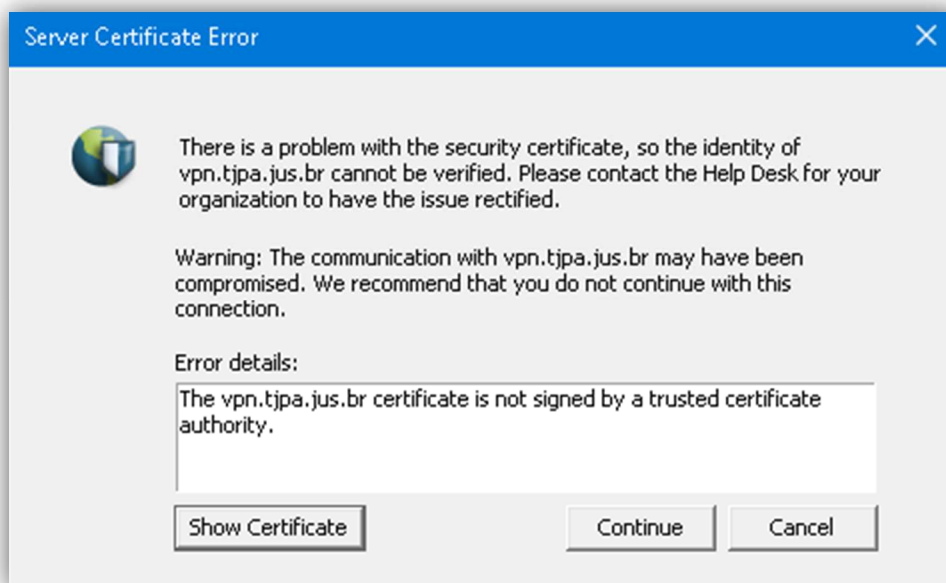 Server Certificate Error
There is a problem with the security certificate, so the identity of
vpn.tjpa.jus.br cannot be verified. Please contact the Help Desk for your
organization to have the issue rectified.
Warning: The communication with vpn.tjpa.jus.br may have been
compromised. We recommend that you do not continue with this
connection.
Error details:
The vpn.tjpa.jus.br certificate is not signed by a trusted certificate
authority.
Show Certificate
Continue
Cancel